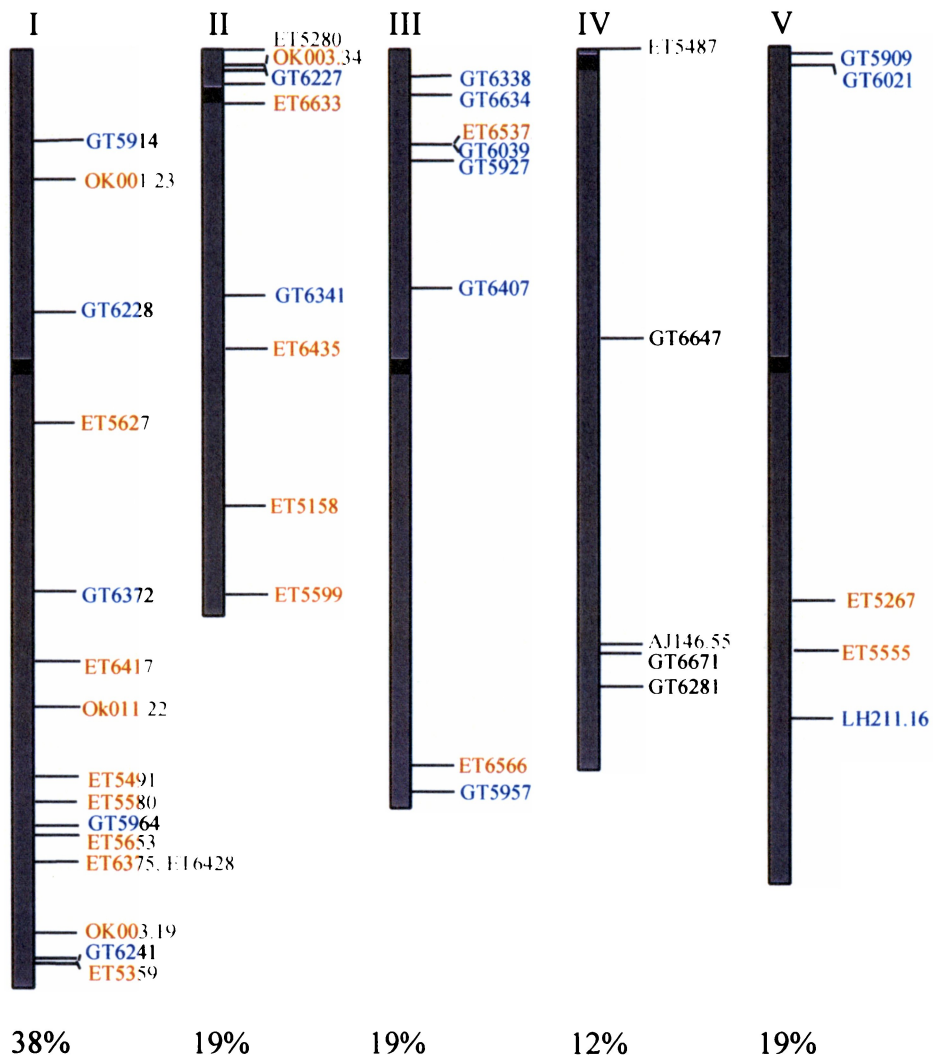 I
II
III
IV
V
GT5914
OK001.23
GT6228
ET5627
GT6372
ET6417
Ok011.22
ET5491
ET5580
GT5964
ET5653
ET6375, ET6428
OK003.19
GT6241
ET5359
ET5280
OK003.34
GT6227
ET6633
GT6341
ET6435
ET5158
ET5599
GT6338
GT6634
ET6537
GT6039
GT5927
GT6407
ET6566
GT5957
ET5487
GT6647
AJ146.55
GT6671
GT6281
GT5909
GT6021
ET5267
ET5555
LH211.16
38%
19%
19%
12%
19%